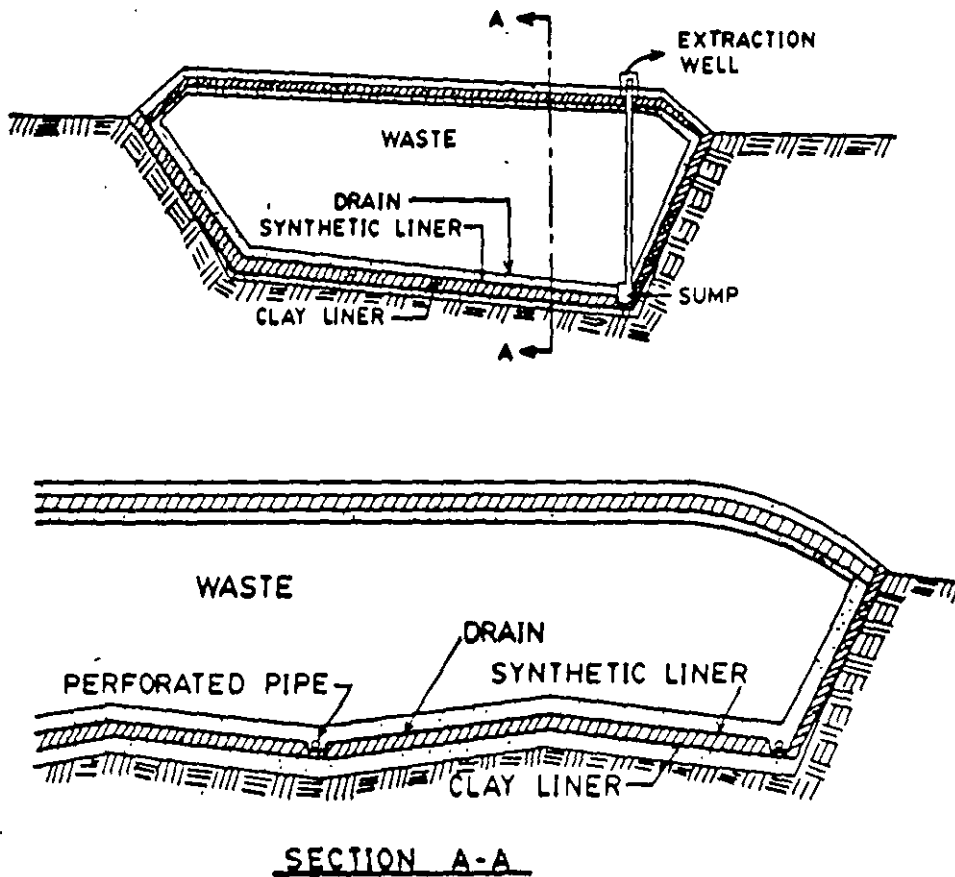 A
EXTRACTION
WELL
WASTE
DRAIN
SYNTHETIC LINER
SUMP
CLAY LINER
A
WASTE
DRAIN
PERFORATED PIPE
SYNTHETIC LINER
CLAY LINER
SECTION A-A